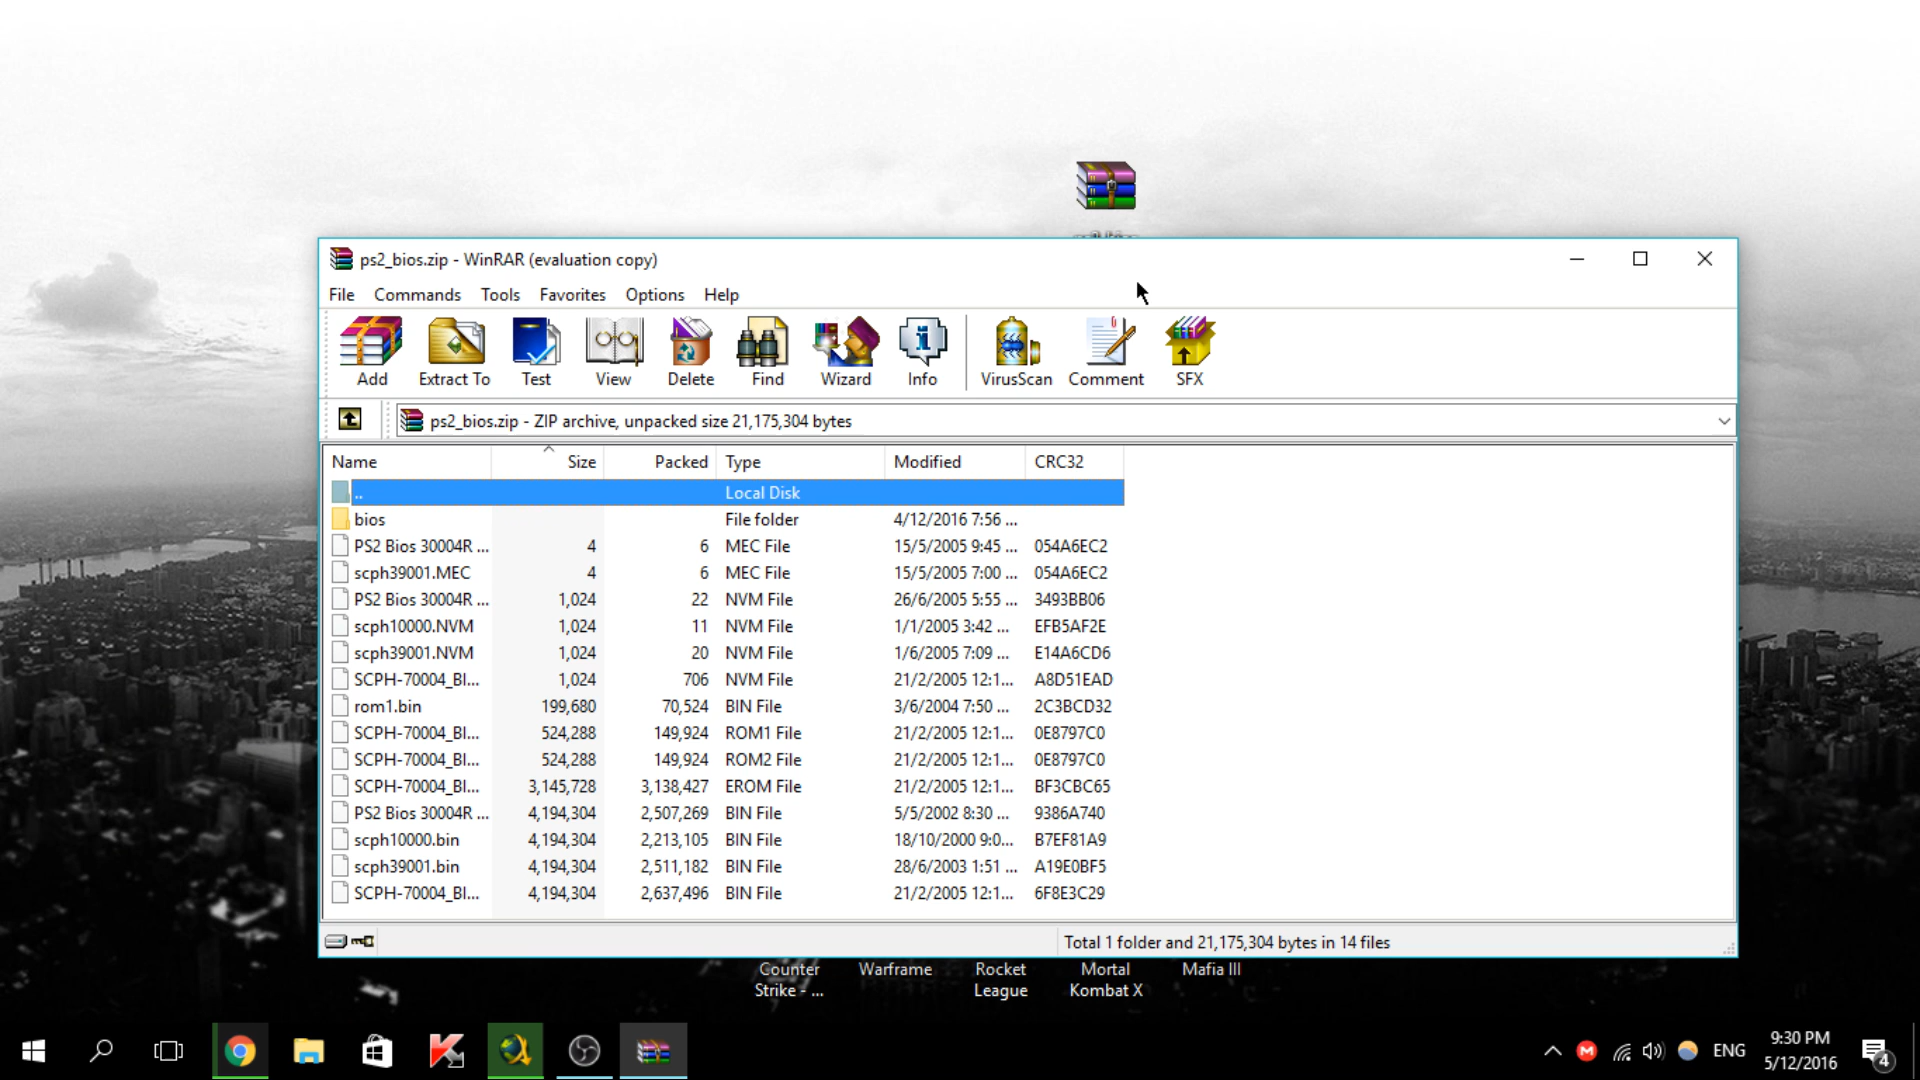 ps2_bios.zip - WinRAR (evaluation copy)
File Commands Tools Favorites Options Help
Add Extract To Test View Delete Find Wizard Info VirusScan Comment SFX
ps2_bios.zip - ZIP archive, unpacked size 21,175,304 bytes
Name Size Packed Type Modified CRC32
.. Local Disk
bios File folder 4/12/2016 7:56 ...
PS2 Bios 30004R ... 4 6 MEC File 15/5/2005 9:45 ... 054A6EC2
scph39001.MEC 4 6 MEC File 15/5/2005 7:00 ... 054A6EC2
PS2 Bios 30004R ... 1,024 22 NVM File 26/6/2005 5:55 ... 3493BB06
scph10000.NVM 1,024 11 NVM File 1/1/2005 3:42 ... EFB5AF2E
scph39001.NVM 1,024 20 NVM File 1/6/2005 7:09 ... E14A6CD6
SCPH-70004_BI... 1,024 706 NVM File 21/2/2005 12:1... A8D51EAD
rom1.bin 199,680 70,524 BIN File 3/6/2004 7:50 ... 2C3BCD32
SCPH-70004_BI... 524,288 149,924 ROM1 File 21/2/2005 12:1... 0E8797C0
SCPH-70004_BI... 524,288 149,924 ROM2 File 21/2/2005 12:1... 0E8797C0
SCPH-70004_BI... 3,145,728 3,138,427 EROM File 21/2/2005 12:1... BF3CBC65
PS2 Bios 30004R ... 4,194,304 2,507,269 BIN File 5/5/2002 8:30 ... 9386A740
scph10000.bin 4,194,304 2,213,105 BIN File 18/10/2000 9:0... B7EF81A9
scph39001.bin 4,194,304 2,511,182 BIN File 28/6/2003 1:51 ... A19E0BF5
SCPH-70004_BI... 4,194,304 2,637,496 BIN File 21/2/2005 12:1... 6F8E3C29
Total 1 folder and 21,175,304 bytes in 14 files
Counter Warframe Rocket Mortal Mafia III
Strike - ... League Kombat X
ENG 9:30 PM
5/12/2016 4